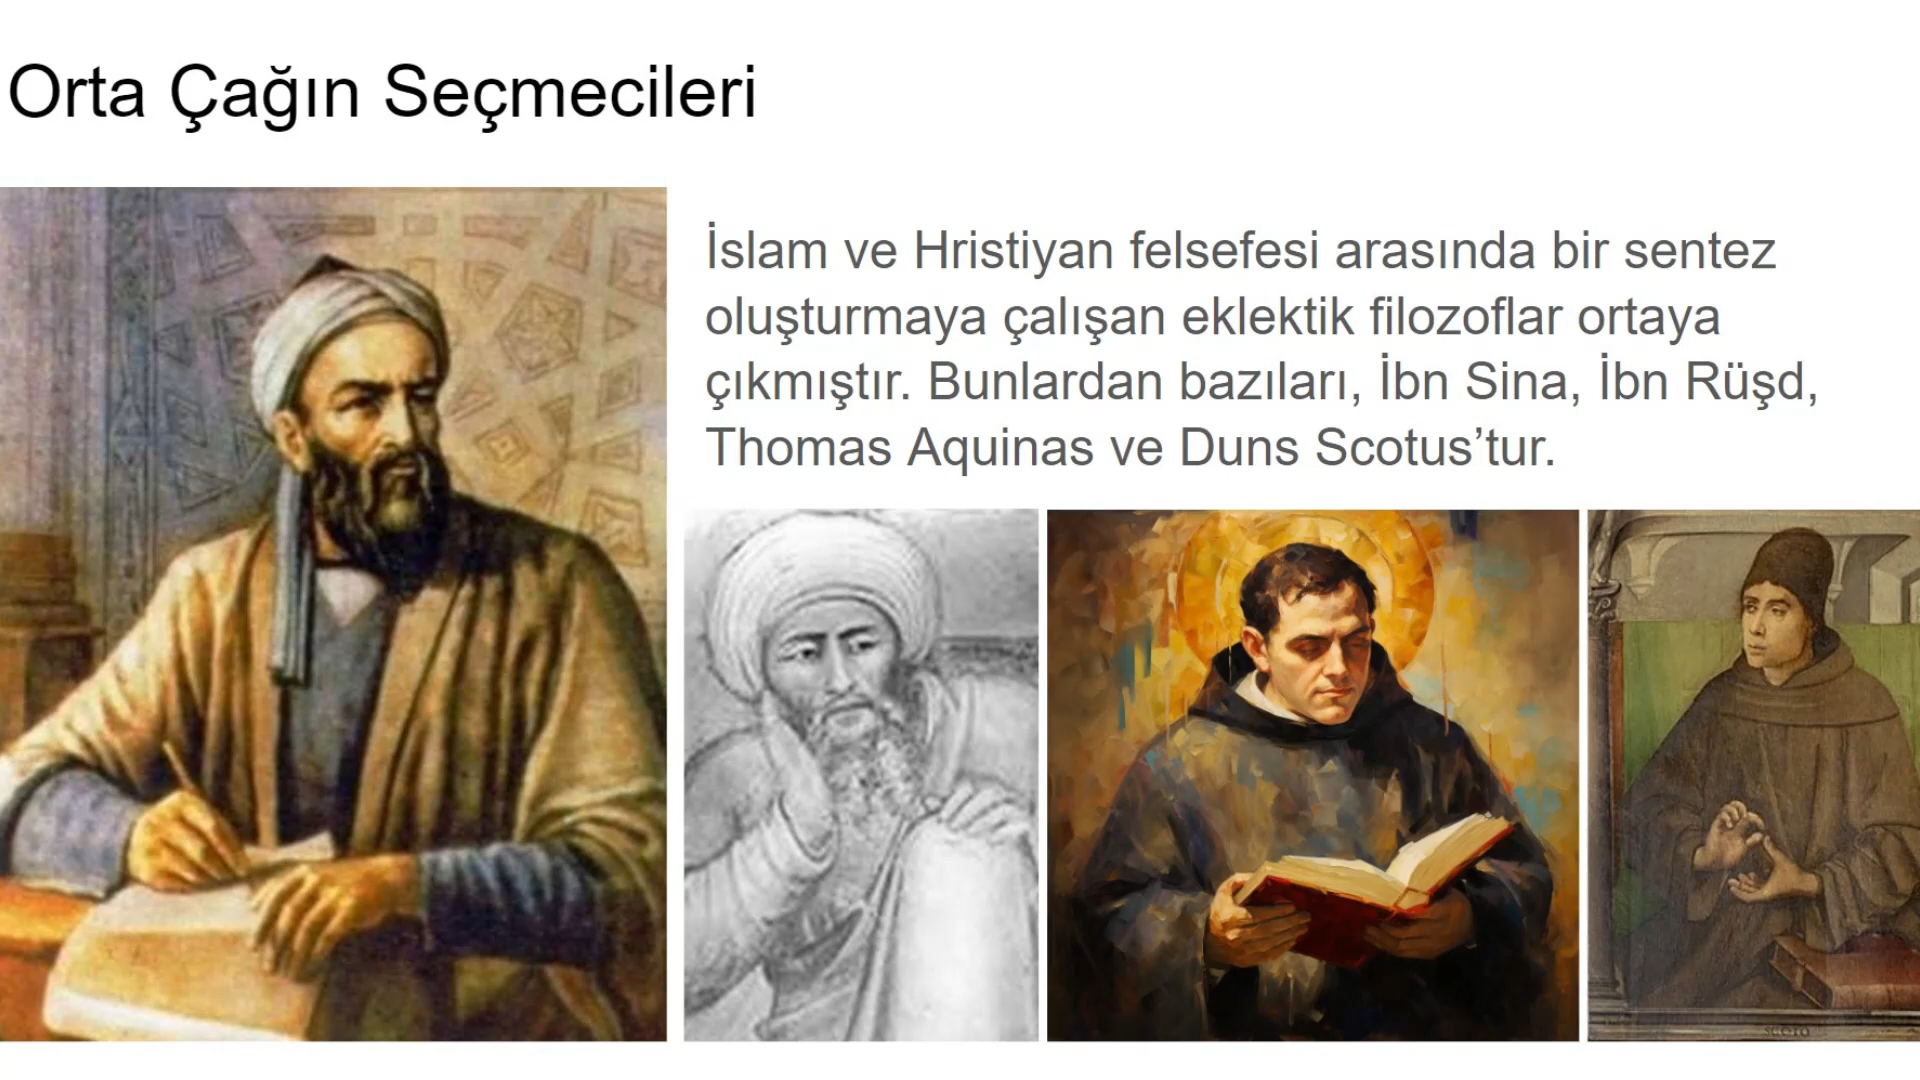 Orta Çağın Seçmecileri
İslam ve Hristiyan felsefesi arasında bir sentez
oluşturmaya çalışan eklektik filozoflar ortaya
çıkmıştır. Bunlardan bazıları, İbn Sina, İbn Rüşd,
Thomas Aquinas ve Duns Scotus’tur.